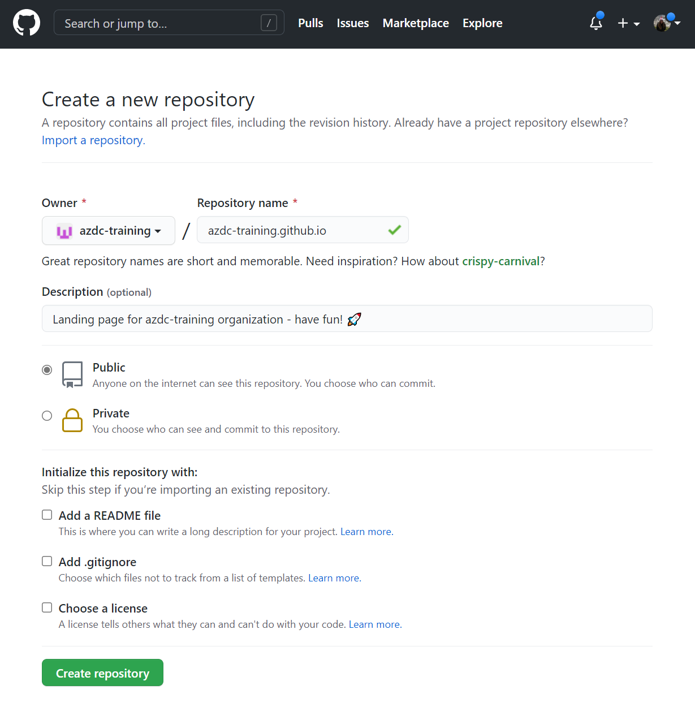 Search or jump to... /
Pulls Issues Marketplace Explore
Create a new repository
A repository contains all project files, including the revision history. Already have a project repository elsewhere?
Import a repository.
Owner * Repository name *
azdc-training / azdc-training.github.io
Great repository names are short and memorable. Need inspiration? How about crispy-carnival?
Description (optional)
Landing page for azdc-training organization - have fun! 🚀
Public
Anyone on the internet can see this repository. You choose who can commit.
Private
You choose who can see and commit to this repository.
Initialize this repository with:
Skip this step if you're importing an existing repository.
Add a README file
This is where you can write a long description for your project. Learn more.
Add .gitignore
Choose which files not to track from a list of templates. Learn more.
Choose a license
A license tells others what they can and can't do with your code. Learn more.
Create repository